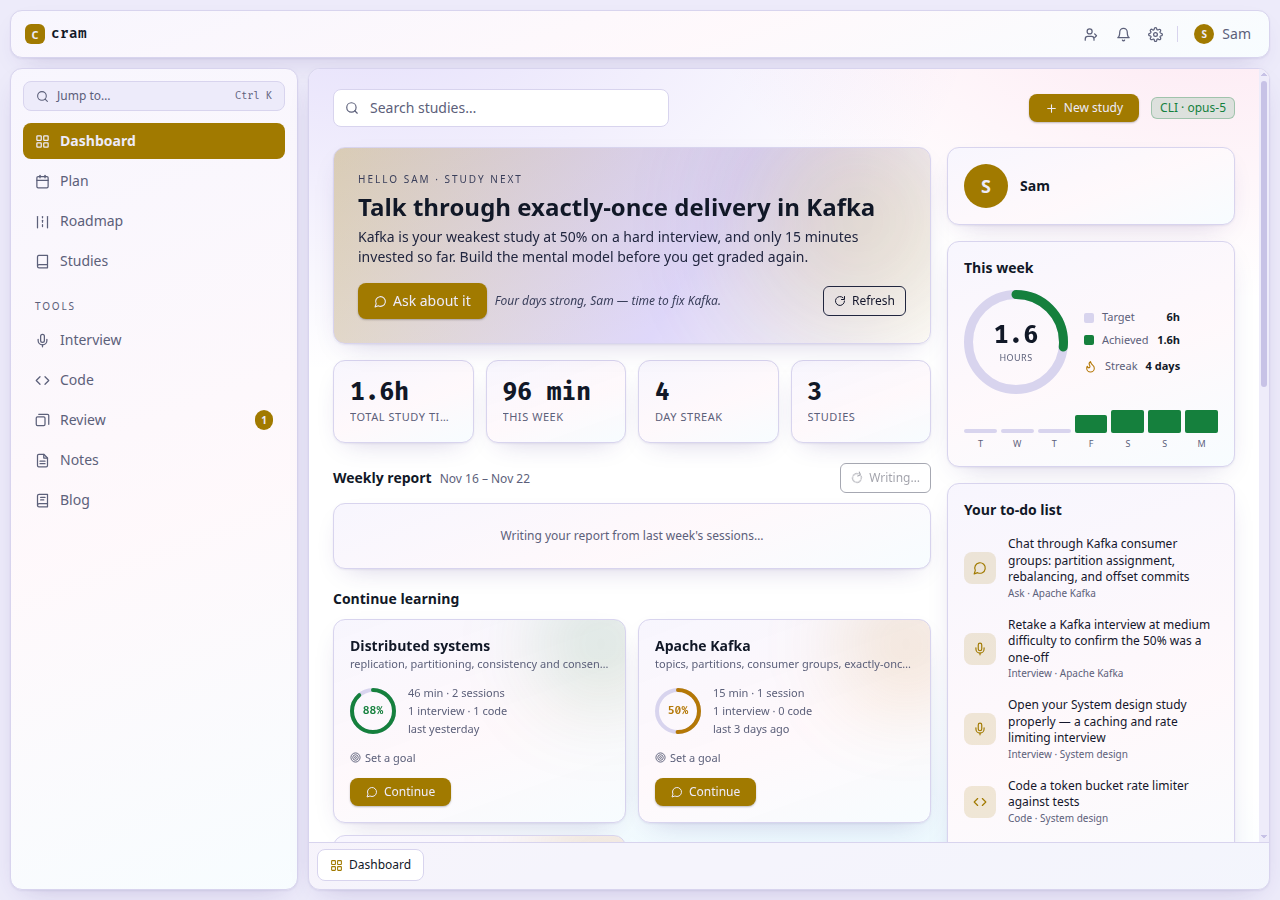 c cram
S Sam
Jump to... Ctrl K
Dashboard
Plan
Roadmap
Studies
TOOLS
Interview
Code
Review 1
Notes
Blog
Search studies...
New study
CLI · opus-5
HELLO SAM · STUDY NEXT
Talk through exactly-once delivery in Kafka
Kafka is your weakest study at 50% on a hard interview, and only 15 minutes
invested so far. Build the mental model before you get graded again.
Ask about it
Four days strong, Sam — time to fix Kafka.
Refresh
1.6h
TOTAL STUDY TI...
96 min
THIS WEEK
4
DAY STREAK
3
STUDIES
Weekly report Nov 16 – Nov 22
Writing...
Writing your report from last week's sessions...
Continue learning
Distributed systems
replication, partitioning, consistency and consen...
88%
46 min · 2 sessions
1 interview · 1 code
last yesterday
Set a goal
Continue
Apache Kafka
topics, partitions, consumer groups, exactly-onc...
50%
15 min · 1 session
1 interview · 0 code
last 3 days ago
Set a goal
Continue
S Sam
This week
1.6
HOURS
Target 6h
Achieved 1.6h
Streak 4 days
T W T F S S M
Your to-do list
Chat through Kafka consumer
groups: partition assignment,
rebalancing, and offset commits
Ask · Apache Kafka
Retake a Kafka interview at medium
difficulty to confirm the 50% was a
one-off
Interview · Apache Kafka
Open your System design study
properly — a caching and rate
limiting interview
Interview · System design
Code a token bucket rate limiter
against tests
Code · System design
Dashboard